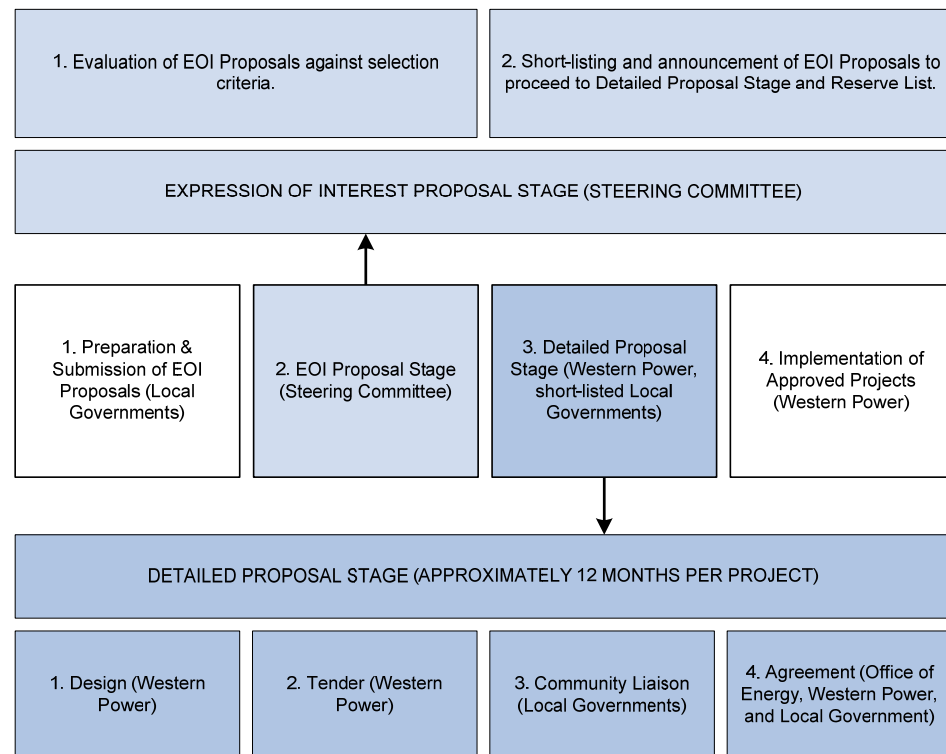 1. Evaluation of EOI Proposals against selection
criteria.
2. Short-listing and announcement of EOI Proposals to
proceed to Detailed Proposal Stage and Reserve List.
EXPRESSION OF INTEREST PROPOSAL STAGE (STEERING COMMITTEE)
1. Preparation &
Submission of EOI
Proposals (Local
Governments)
2. EOI Proposal Stage
(Steering Committee)
3. Detailed Proposal
Stage (Western Power,
short-listed Local
Governments)
4. Implementation of
Approved Projects
(Western Power)
DETAILED PROPOSAL STAGE (APPROXIMATELY 12 MONTHS PER PROJECT)
1. Design (Western
Power)
2. Tender (Western
Power)
3. Community Liaison
(Local Governments)
4. Agreement (Office of
Energy, Western Power,
and Local Government)